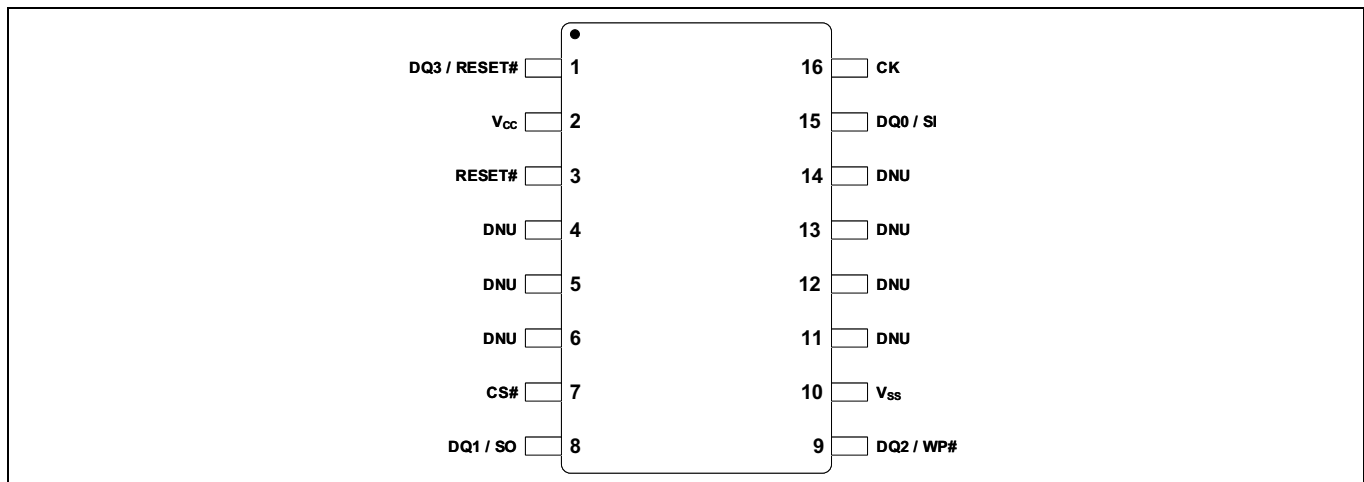 DQ3 / RESET# 1 16 CK
VCC 2 15 DQ0 / SI
RESET# 3 14 DNU
DNU 4 13 DNU
DNU 5 12 DNU
DNU 6 11 DNU
CS# 7 10 VSS
DQ1 / SO 8 9 DQ2 / WP#